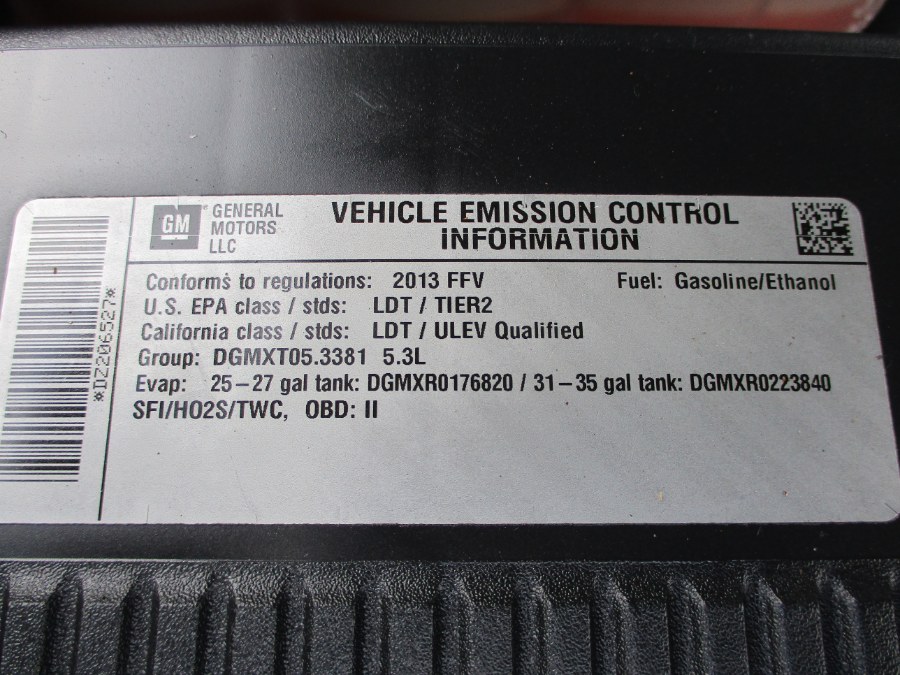 GM GENERAL MOTORS LLC
VEHICLE EMISSION CONTROL
INFORMATION
Conforms to regulations: 2013 FFV Fuel: Gasoline/Ethanol
U.S. EPA class / stds: LDT / TIER2
California class / stds: LDT / ULEV Qualified
Group: DGMXT05.3381 5.3L
Evap: 25-27 gal tank: DGMXR0176820 / 31-35 gal tank: DGMXR0223840
SFI/HO2S/TWC, OBD: II
*DZ206527*